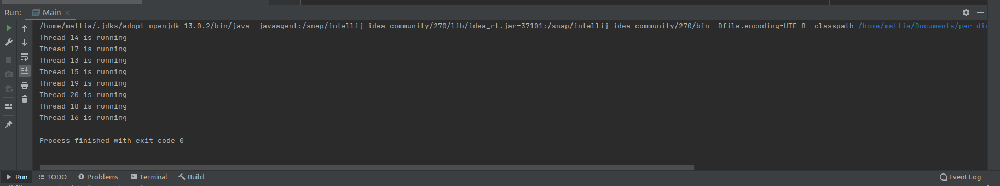 Run: Main
/home/mattia/.jdks/adopt-openjdk-13.0.2/bin/java -javaagent:/snap/intellij-idea-community/270/lib/idea_rt.jar=37101:/snap/intellij-idea-community/270/bin -Dfile.encoding=UTF-8 -classpath /home/mattia/Documents/par-dis
Thread 14 is running
Thread 17 is running
Thread 13 is running
Thread 15 is running
Thread 19 is running
Thread 20 is running
Thread 18 is running
Thread 16 is running
Process finished with exit code 0
Run TODO Problems Terminal Build Event Log